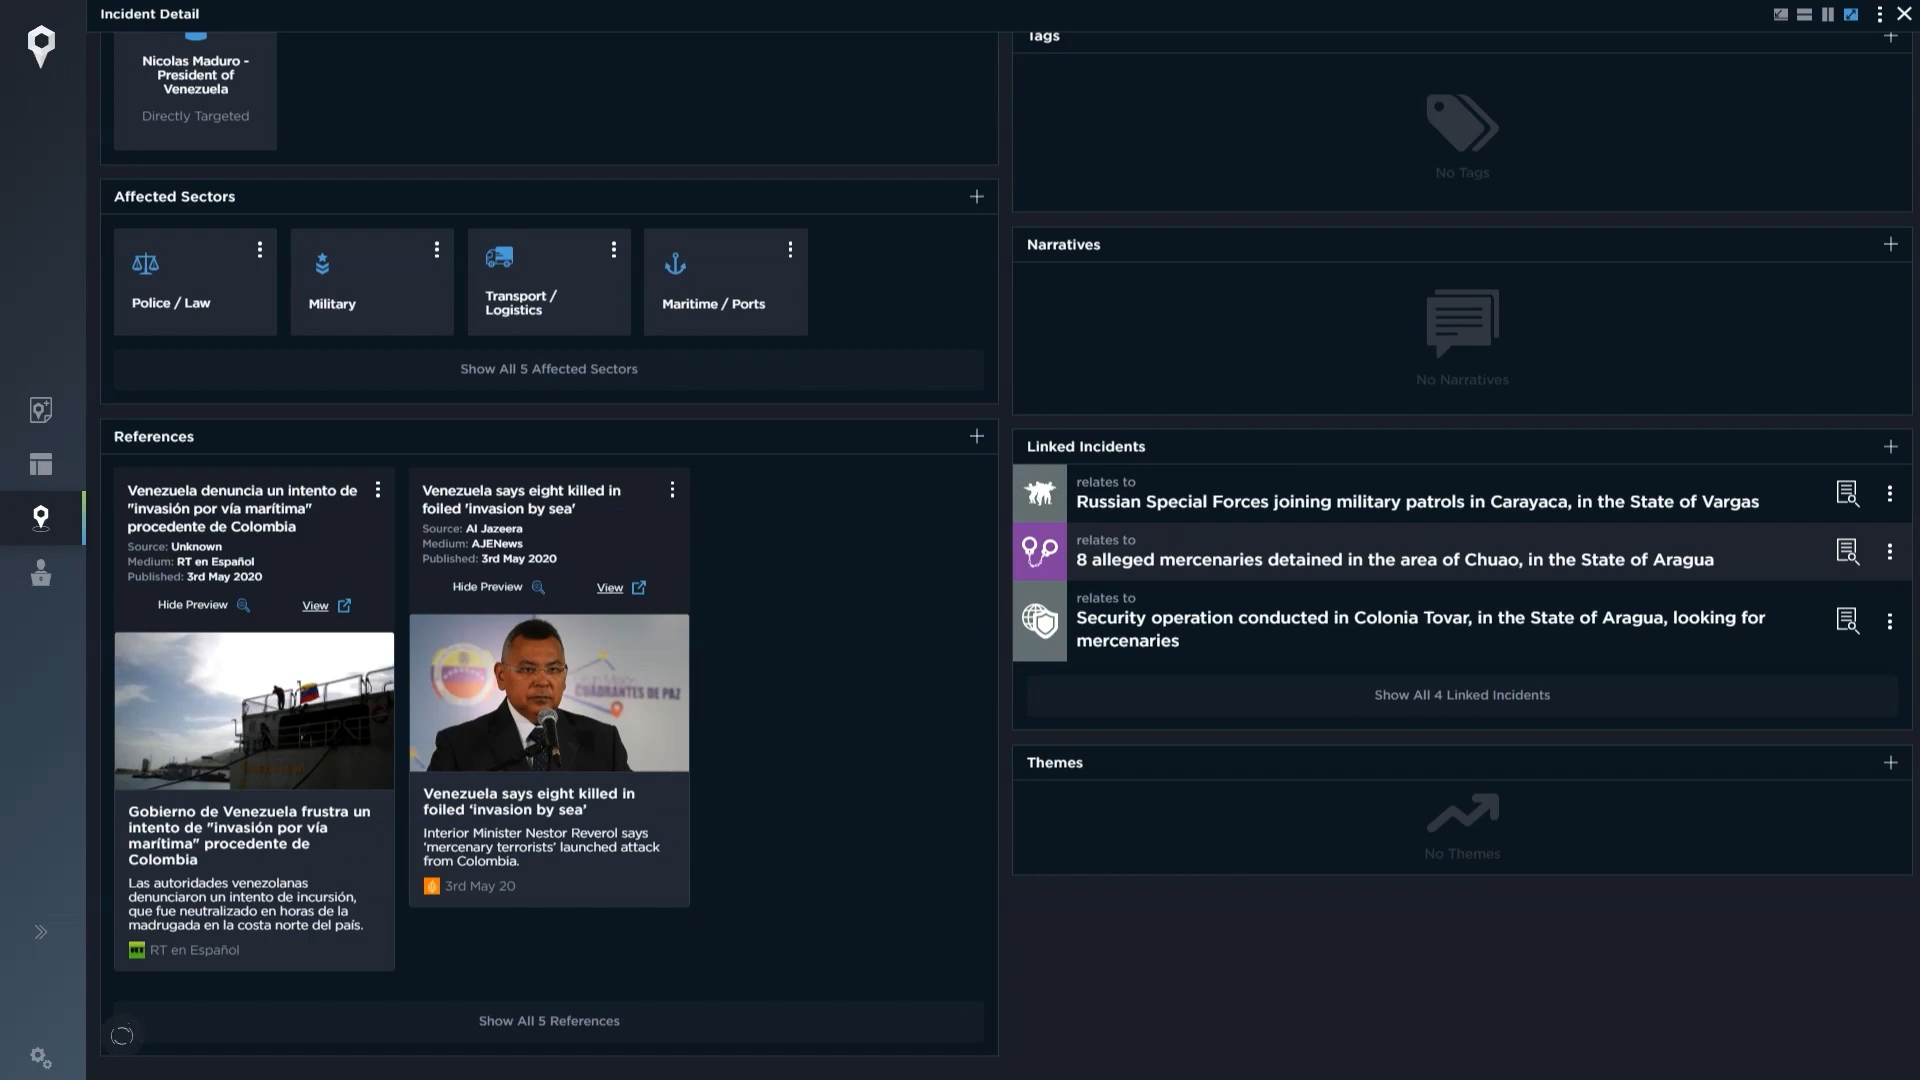 Incident Detail
Nicolas Maduro -
President of
Venezuela
Directly Targeted
Affected Sectors
Police / Law
Military
Transport /
Logistics
Maritime / Ports
Show All 5 Affected Sectors
References
Venezuela denuncia un intento de
"invasión por vía marítima"
procedente de Colombia
Source: Unknown
Medium: RT en Español
Published: 3rd May 2020
Hide Preview
View
Gobierno de Venezuela frustra un
intento de "invasión por vía
marítima" procedente de
Colombia
Las autoridades venezolanas
denunciaron un intento de incursión,
que fue neutralizado en horas de la
madrugada en la costa norte del país.
RT en Español
Venezuela says eight killed in
foiled 'invasion by sea'
Source: Al Jazeera
Medium: AJENews
Published: 3rd May 2020
Hide Preview
View
CUADRANTES DE PAZ
Venezuela says eight killed in
foiled ‘invasion by sea’
Interior Minister Nestor Reverol says
‘mercenary terrorists’ launched attack
from Colombia.
3rd May 20
Show All 5 References
Tags
No Tags
Narratives
No Narratives
Linked Incidents
relates to
Russian Special Forces joining military patrols in Carayaca, in the State of Vargas
relates to
8 alleged mercenaries detained in the area of Chuao, in the State of Aragua
relates to
Security operation conducted in Colonia Tovar, in the State of Aragua, looking for
mercenaries
Show All 4 Linked Incidents
Themes
No Themes